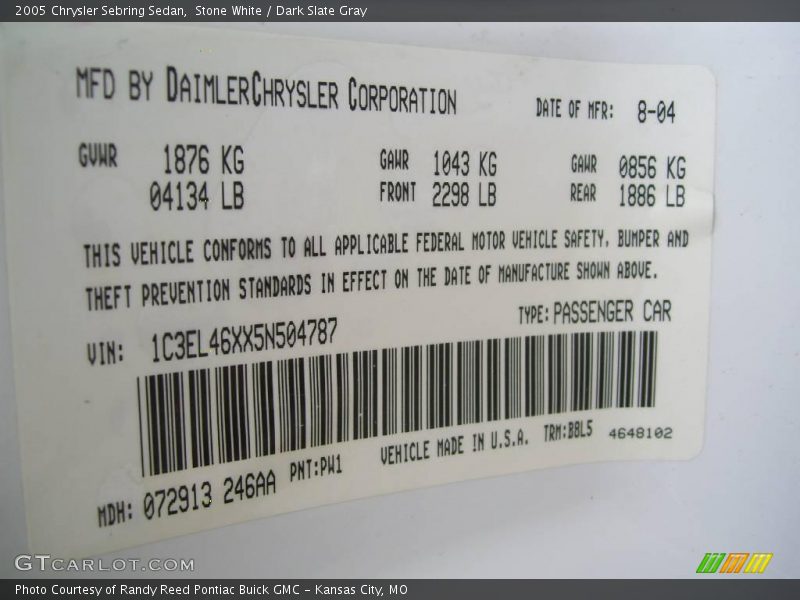 2005 Chrysler Sebring Sedan,  Stone White / Dark Slate Gray
MFD BY DAIMLERCHRYSLER CORPORATION DATE OF MFR: 8-04
GVWR 1876 KG GAWR 1043 KG GAWR 0856 KG
04134 LB FRONT 2298 LB REAR 1886 LB
THIS VEHICLE CONFORMS TO ALL APPLICABLE FEDERAL MOTOR VEHICLE SAFETY, BUMPER AND
THEFT PREVENTION STANDARDS IN EFFECT ON THE DATE OF MANUFACTURE SHOWN ABOVE.
VIN: 1C3EL46XX5N504787 TYPE: PASSENGER CAR
MDH: 072913 246AA PNT:PW1 VEHICLE MADE IN U.S.A. TRM:B8L5 4648102
GTCARLOT.COM
Photo Courtesy of Randy Reed Pontiac Buick GMC - Kansas City, MO